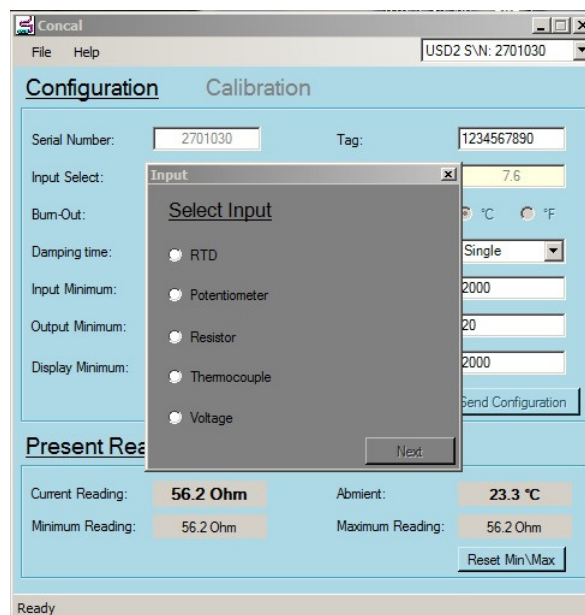 Concal
File Help USD2 S\N: 2701030
Configuration Calibration
Serial Number: 2701030 Tag: 1234567890
Input Select: 7.6
Burn-Out: °C °F
Damping time: Single
Input Minimum: 2000
Output Minimum: 20
Display Minimum: 2000
Send Configuration
Input
Select Input
RTD
Potentiometer
Resistor
Thermocouple
Voltage
Next
Present Rea
Current Reading: 56.2 Ohm Abmient: 23.3 °C
Minimum Reading: 56.2 Ohm Maximum Reading: 56.2 Ohm
Reset Min\Max
Ready